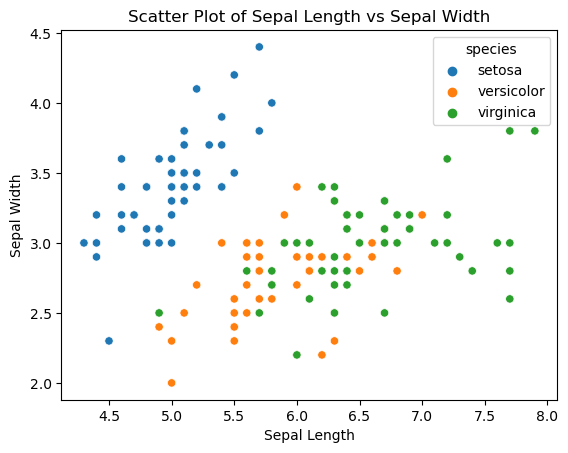 Scatter Plot of Sepal Length vs Sepal Width
species
setosa
versicolor
virginica
4.5
4.0
3.5
3.0
2.5
2.0
Sepal Width
4.5 5.0 5.5 6.0 6.5 7.0 7.5 8.0
Sepal Length